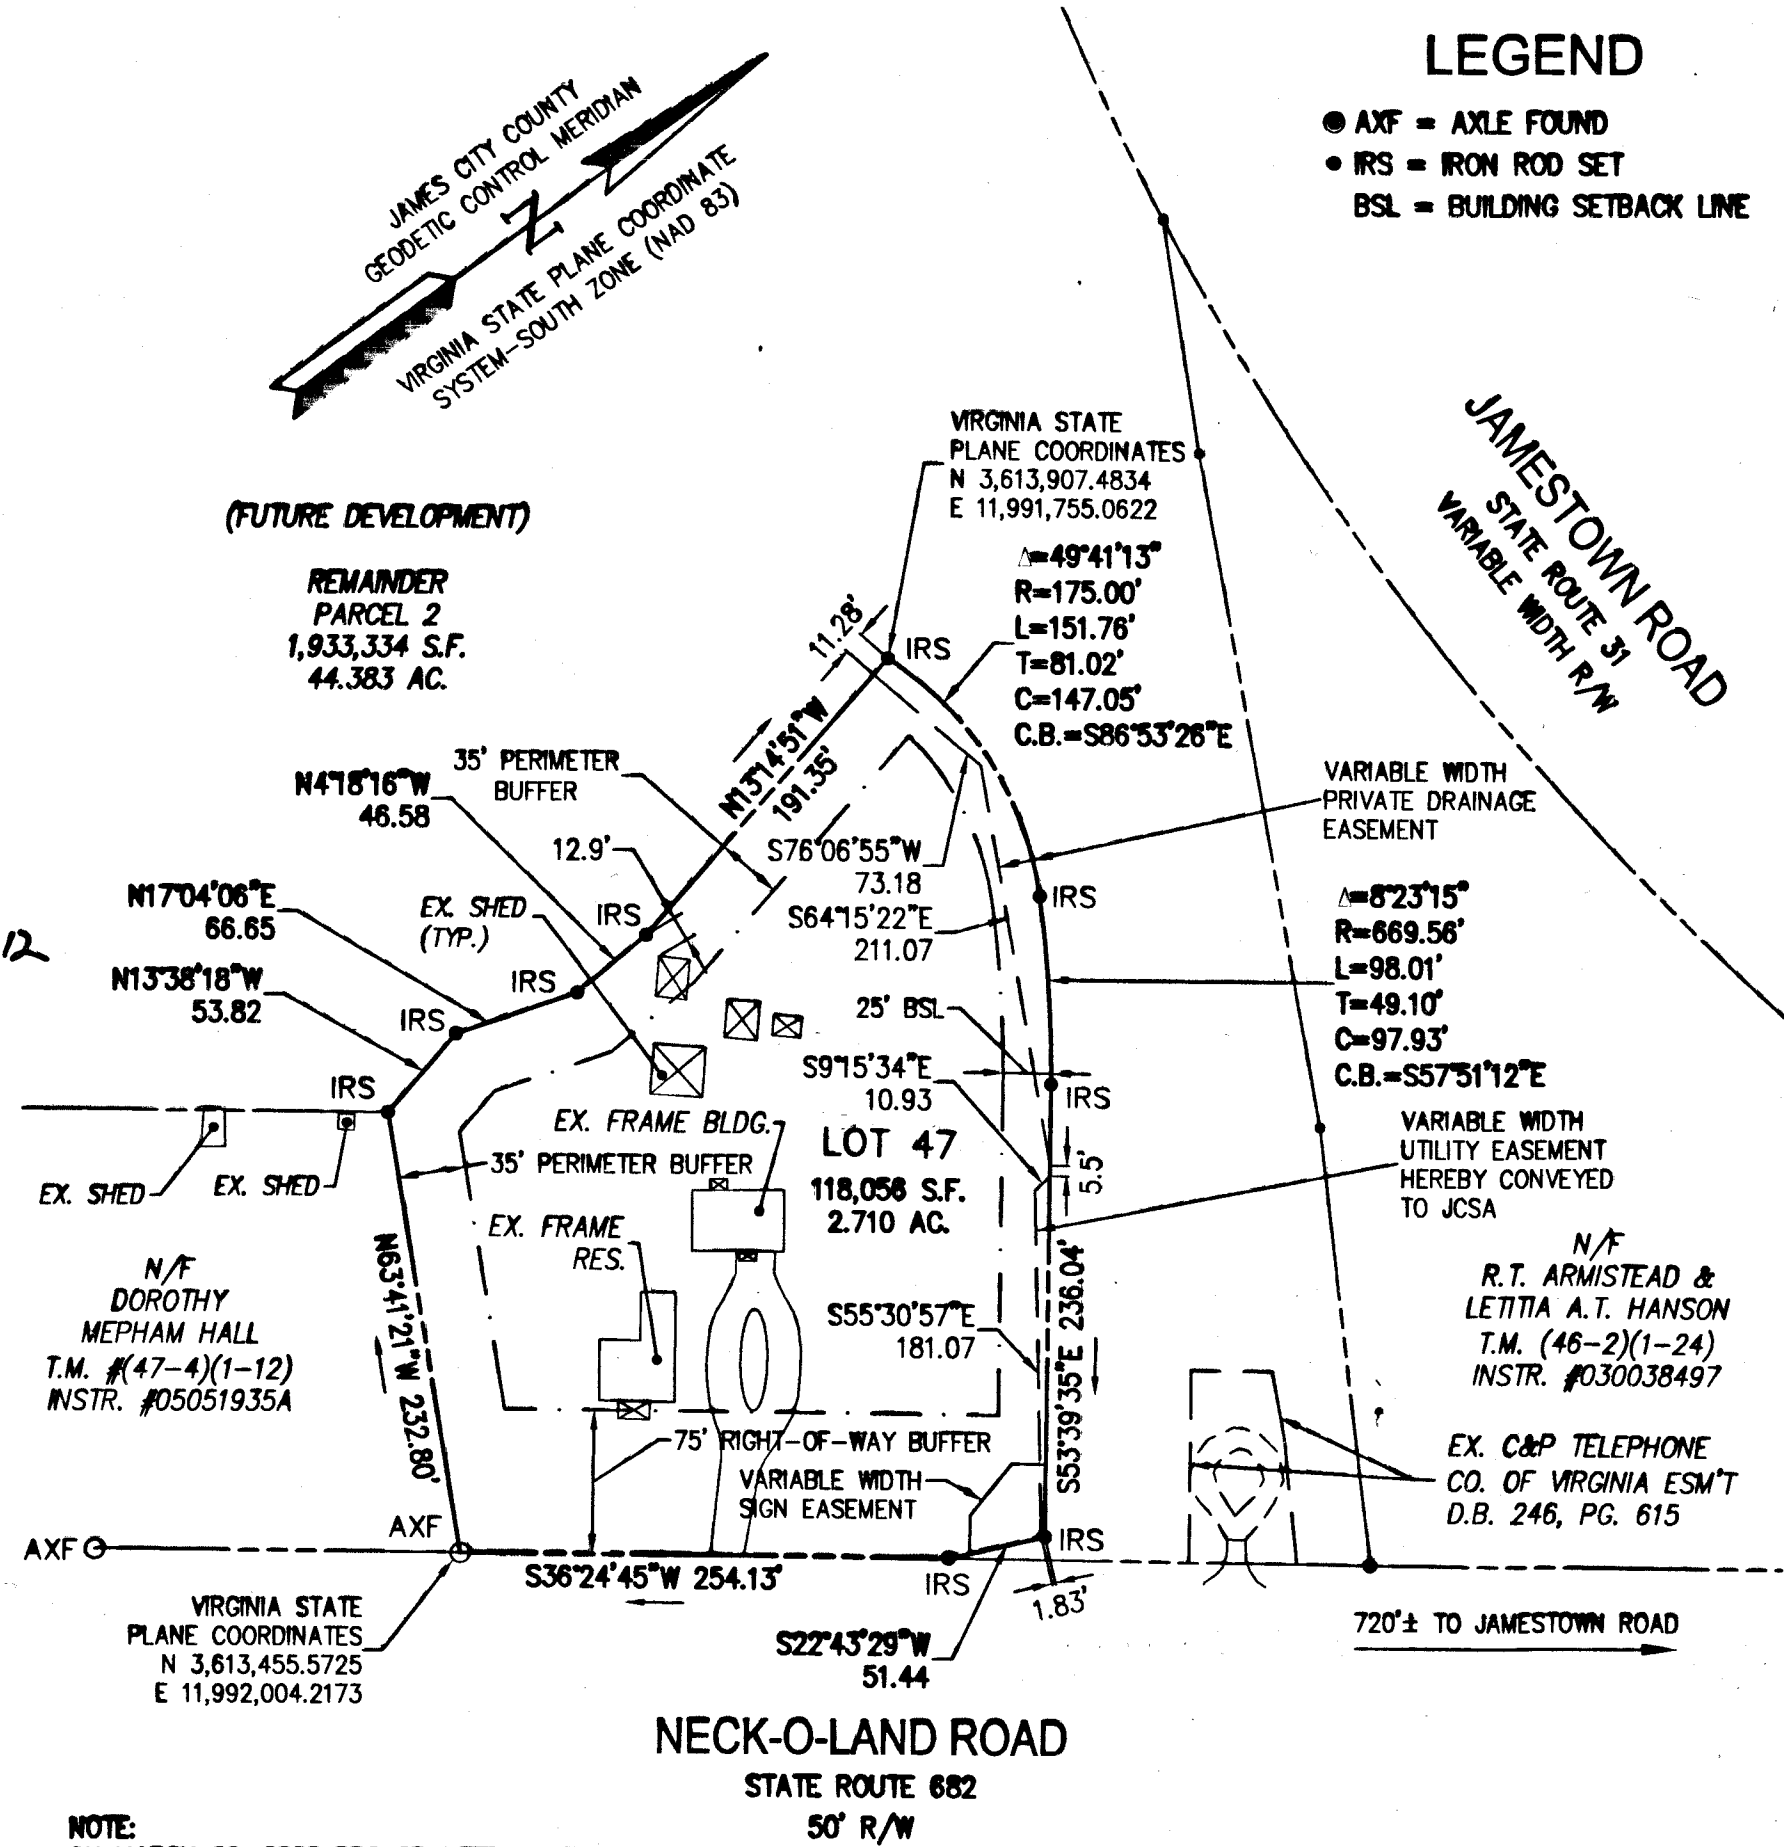 LEGEND
AXF = AXLE FOUND
IRS = IRON ROD SET
BSL = BUILDING SETBACK LINE
JAMES CITY COUNTY
GEODETIC CONTROL MERIDIAN
N
VIRGINIA STATE PLANE COORDINATE
SYSTEM-SOUTH ZONE (NAD 83)
JAMESTOWN ROAD
STATE ROUTE 31
VARIABLE WIDTH R/W
VIRGINIA STATE
PLANE COORDINATES
N 3,613,907.4834
E 11,991,755.0622
(FUTURE DEVELOPMENT)
REMAINDER
PARCEL 2
1,933,334 S.F.
44.383 AC.
Δ=49°41'13"
R=175.00'
L=151.76'
T=81.02'
C=147.05'
C.B.=S86°53'26"E
11.28'
IRS
N13°14'51"W
191.35'
35' PERIMETER
BUFFER
N4°18'16"W
46.58
12.9'
VARIABLE WIDTH
PRIVATE DRAINAGE
EASEMENT
S76°06'55"W
73.18
S64°15'22"E
211.07
IRS
Δ=8°23'15"
R=669.56'
L=98.01'
T=49.10'
C=97.93'
C.B.=S57°51'12"E
N17°04'06"E
66.65
EX. SHED
(TYP.)
IRS
12
N13°38'18"W
53.82
IRS
IRS
IRS
25' BSL
S9°15'34"E
10.93
IRS
EX. SHED
EX. SHED
EX. FRAME BLDG.
LOT 47
118,056 S.F.
2.710 AC.
5.5'
VARIABLE WIDTH
UTILITY EASEMENT
HEREBY CONVEYED
TO JCSA
35' PERIMETER BUFFER
EX. FRAME
RES.
N/F
DOROTHY
MEPHAM HALL
T.M. #(47-4)(1-12)
INSTR. #05051935A
N63°41'21"W 232.80'
S55°30'57"E
181.07
S53°39'35"E 236.04'
N/F
R.T. ARMISTEAD &
LETITIA A.T. HANSON
T.M. (46-2)(1-24)
INSTR. #030038497
75' RIGHT-OF-WAY BUFFER
VARIABLE WIDTH
SIGN EASEMENT
EX. C&P TELEPHONE
CO. OF VIRGINIA ESM'T
D.B. 246, PG. 615
AXF
AXF
IRS
S36°24'45"W 254.13'
IRS
1.83'
VIRGINIA STATE
PLANE COORDINATES
N 3,613,455.5725
E 11,992,004.2173
S22°43'29"W
51.44
720'± TO JAMESTOWN ROAD
NECK-O-LAND ROAD
STATE ROUTE 682
50' R/W
NOTE: